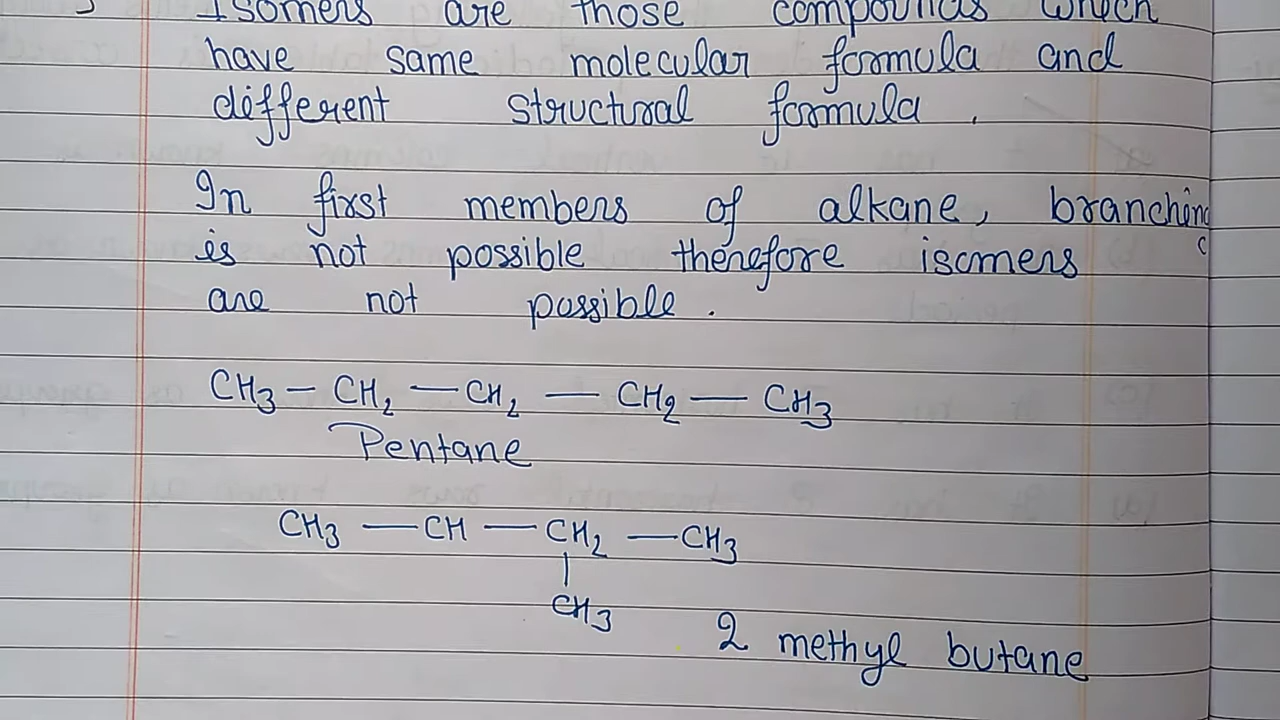 Isomers are those compounds which
have same molecular formula and
different structural formula .
In first members of alkane, branching
is not possible therefore isomers
are not possible .
CH3 — CH2 — CH2 — CH2 — CH3
Pentane
CH3 — CH — CH2 — CH3
|
CH3
2 methyl butane